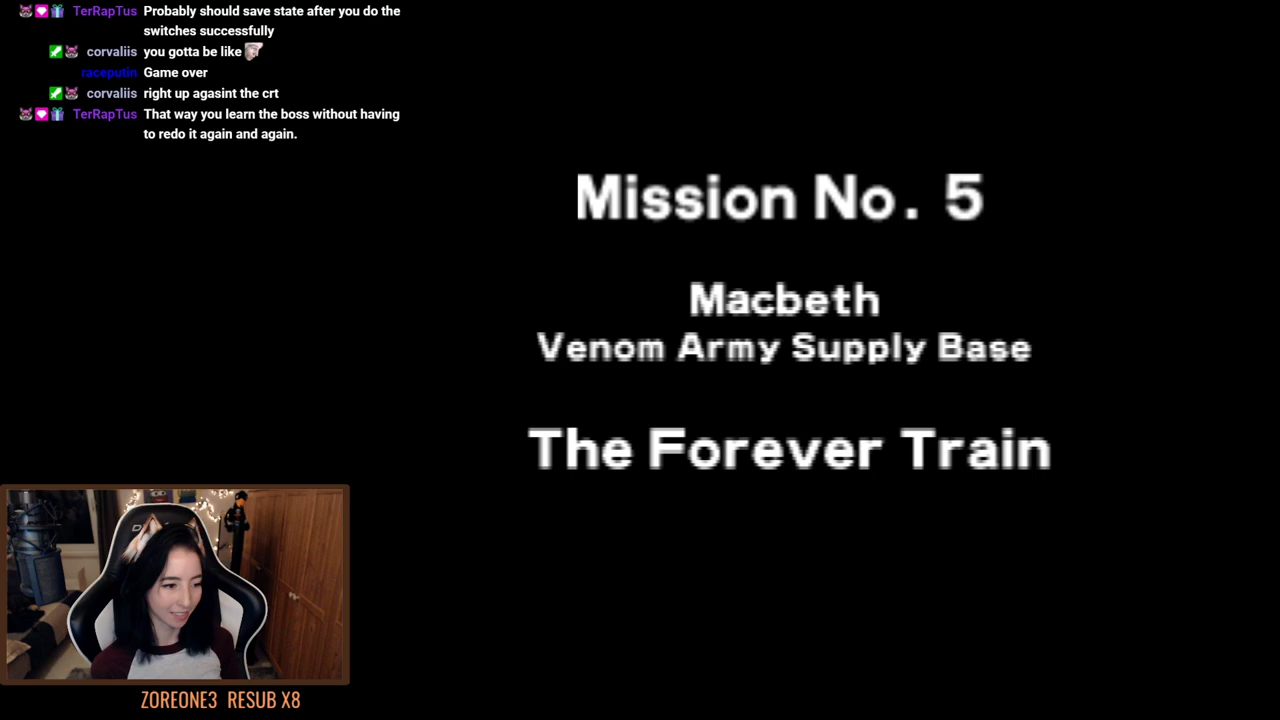 TerRapTus Probably should save state after you do the
switches successfully
corvaliis you gotta be like
raceputin Game over
corvaliis right up agasint the crt
TerRapTus That way you learn the boss without having
to redo it again and again.
Mission No. 5
Macbeth
Venom Army Supply Base
The Forever Train
ZOREONE3 RESUB X8